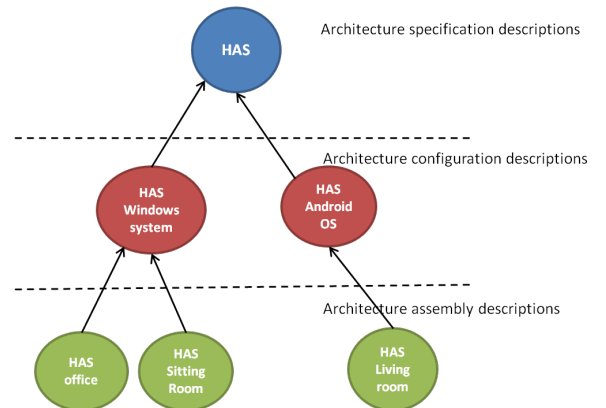 Architecture specification descriptions
HAS
Architecture configuration descriptions
HAS
Windows
system
HAS
Android
OS
Architecture assembly descriptions
HAS
office
HAS
Sitting
Room
HAS
Living
room